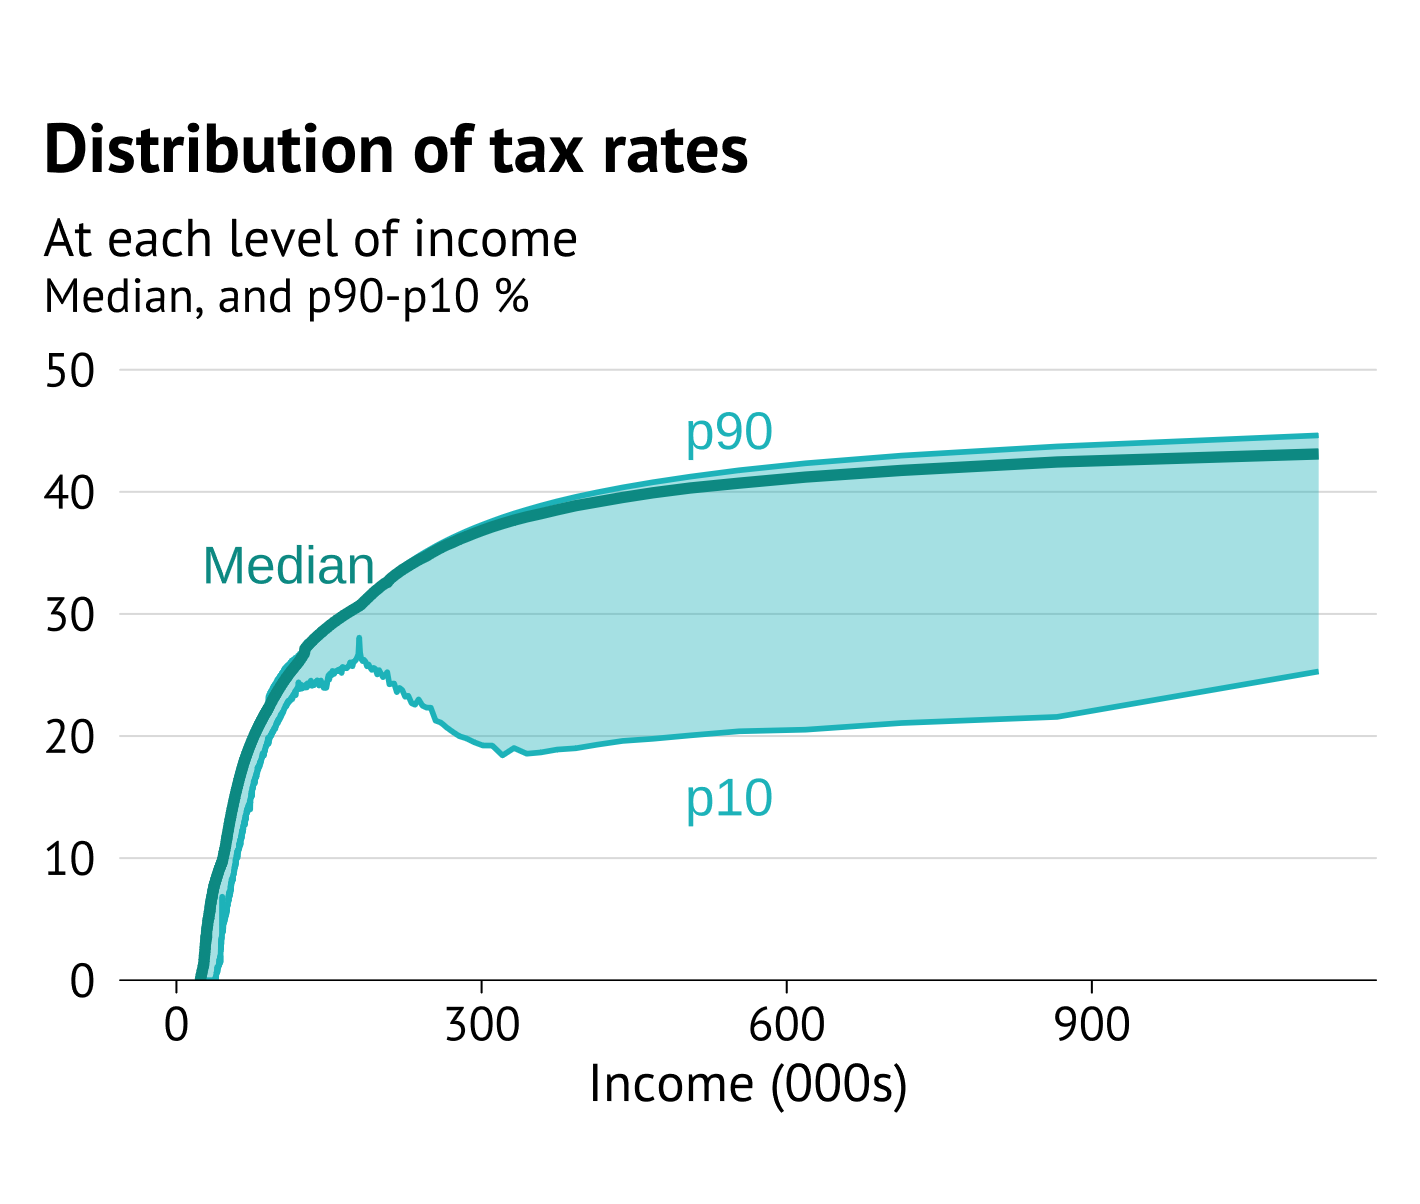 Distribution of tax rates
At each level of income
Median, and p90-p10 %
50
p90
40
Median
30
20
p10
10
0
0 300 600 900
Income (000s)